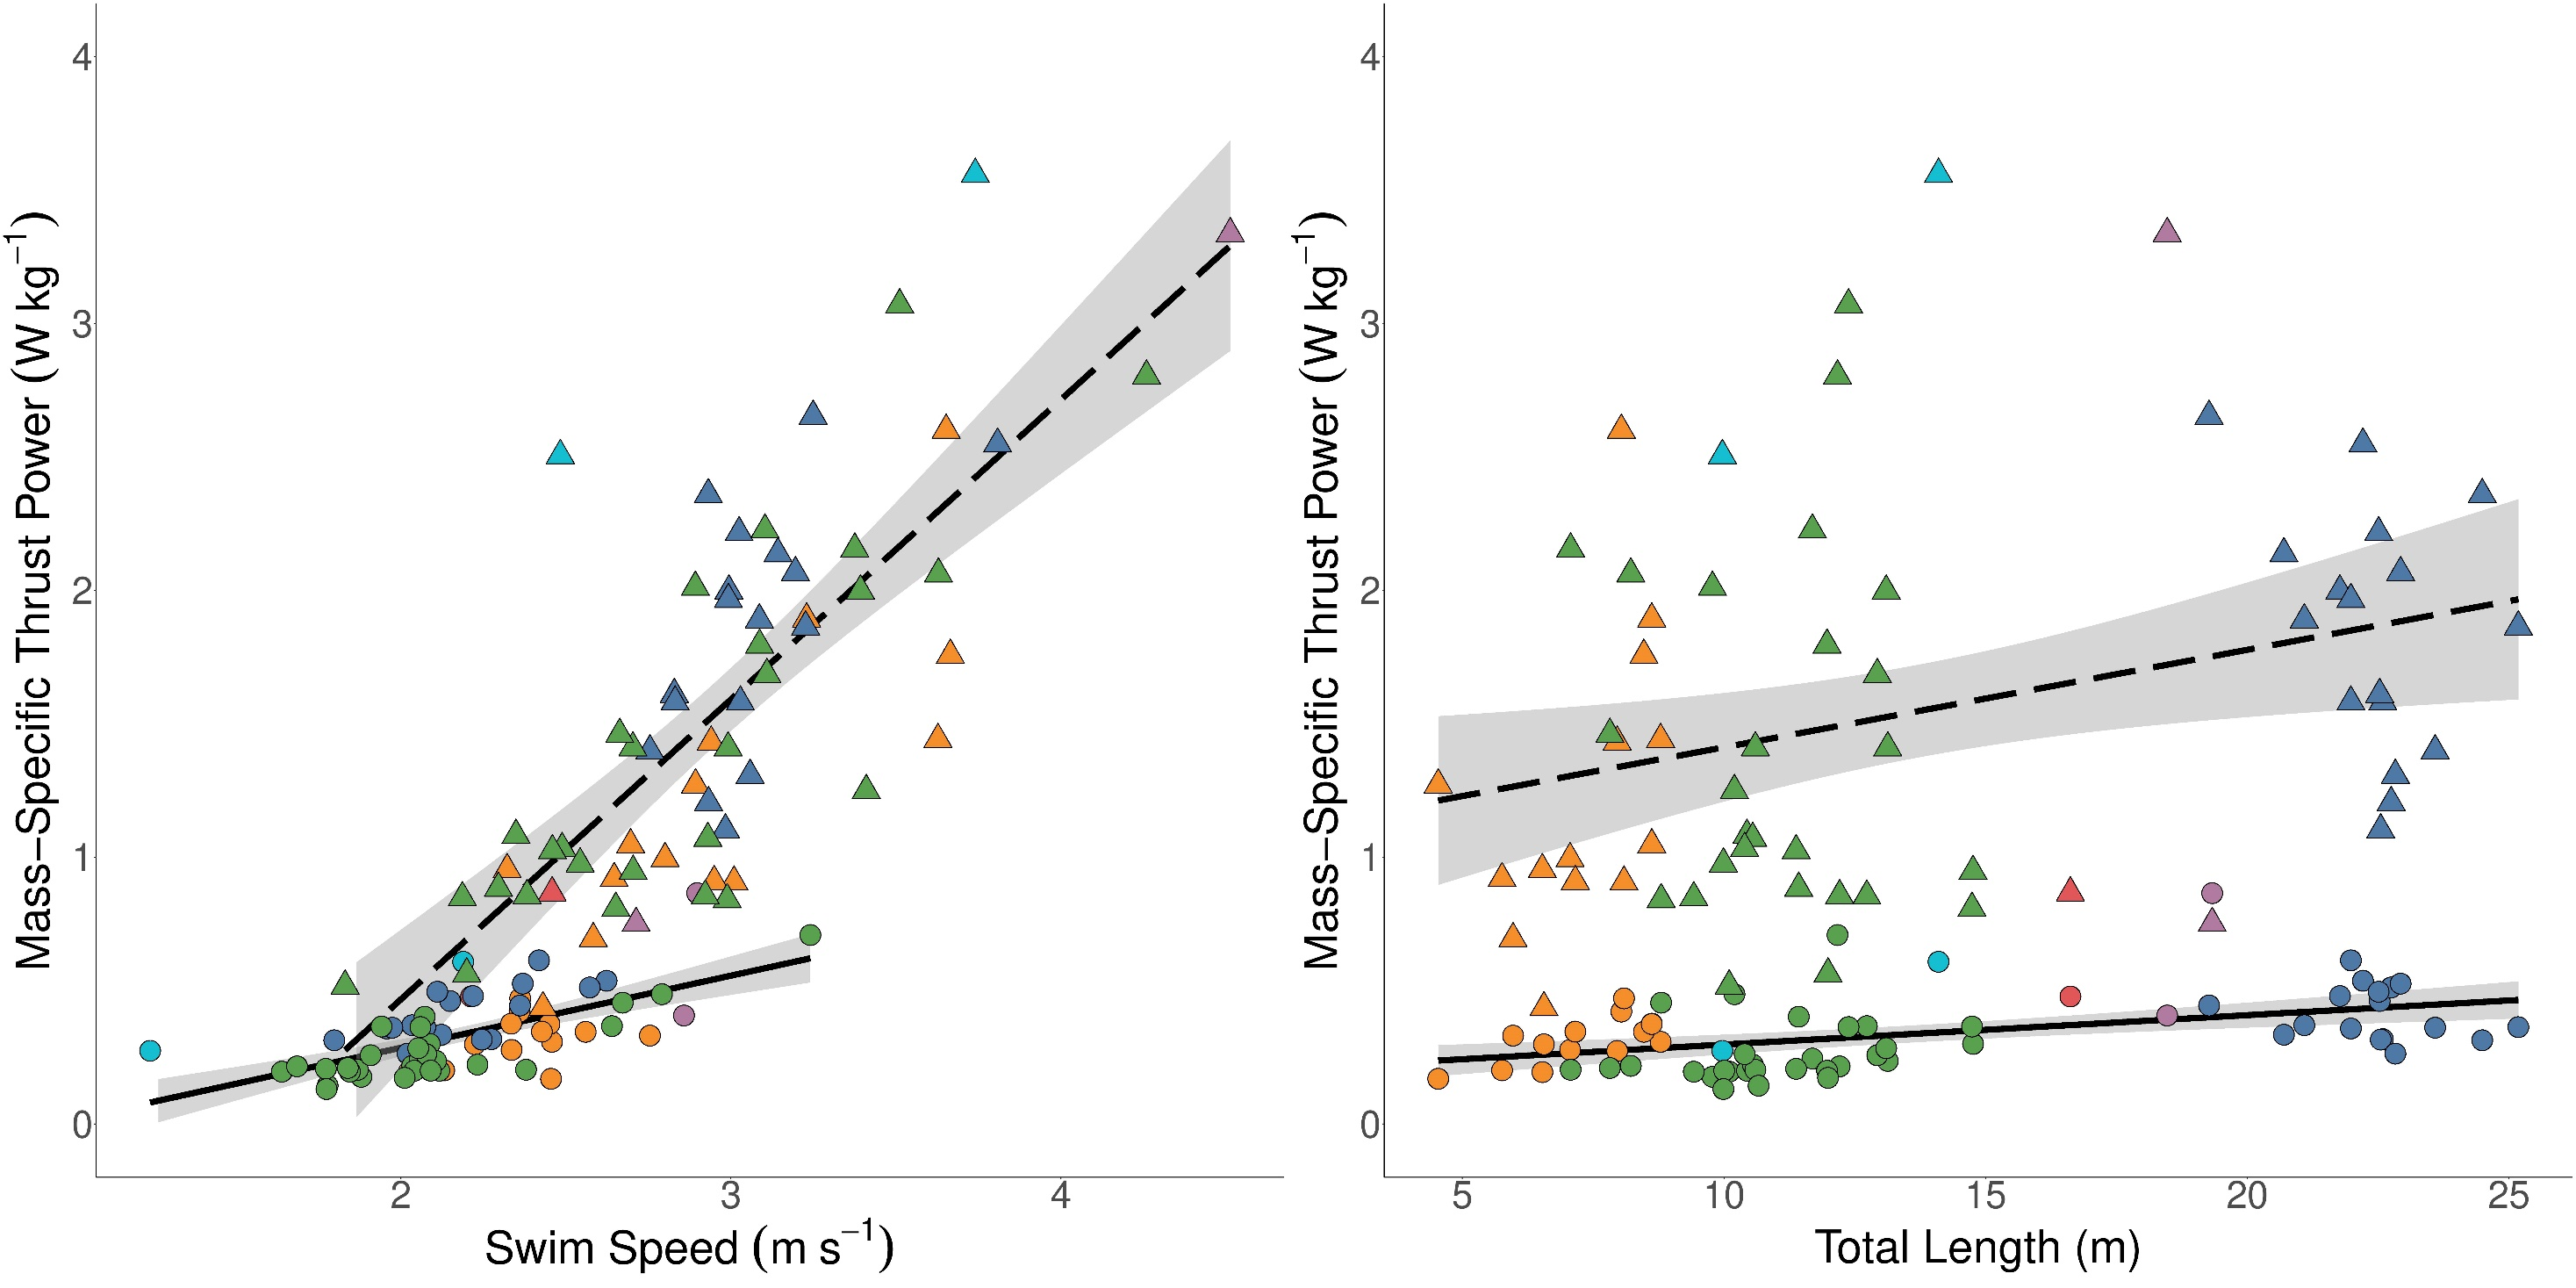 Mass–Specific Thrust Power (W kg⁻¹)
4
3
2
1
0
2 3 4
Swim Speed (m s⁻¹)
Mass–Specific Thrust Power (W kg⁻¹)
4
3
2
1
0
5 10 15 20 25
Total Length (m)